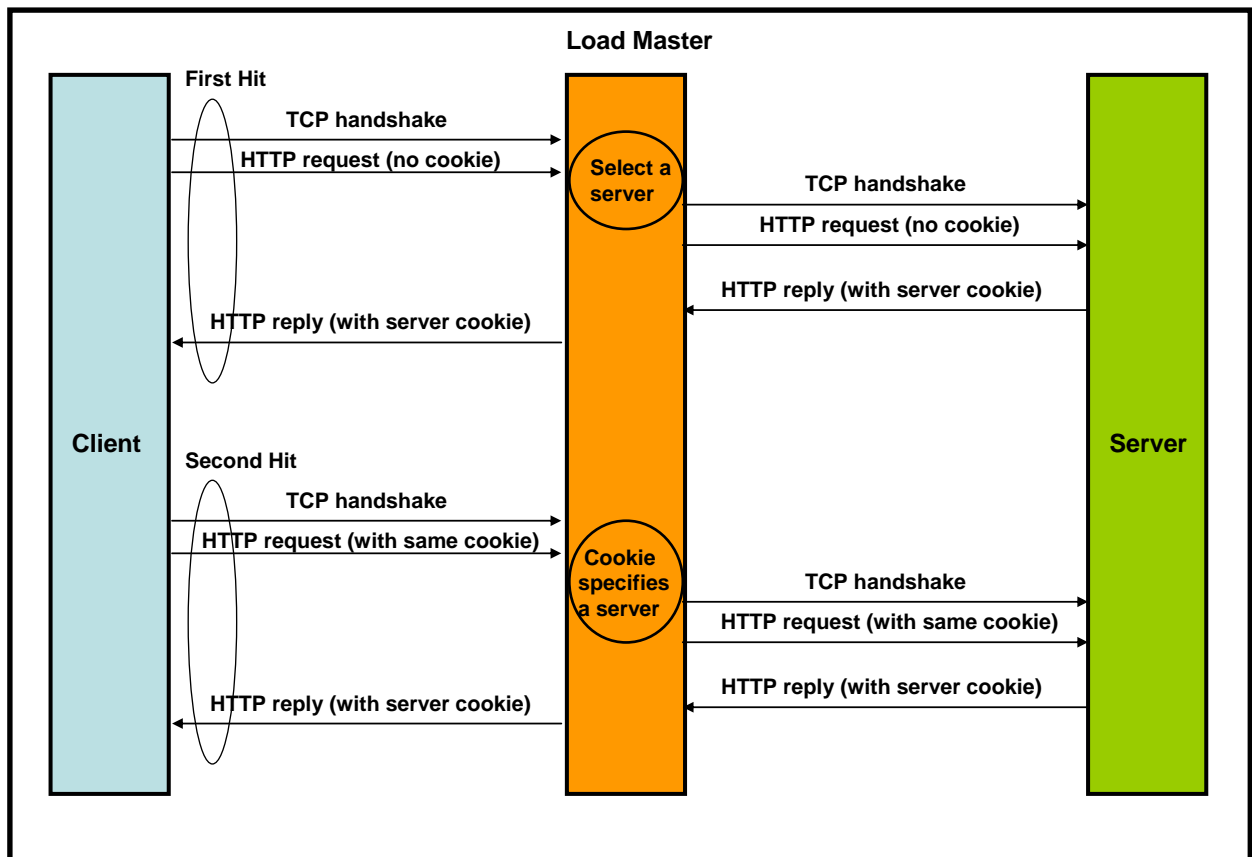 Load Master
First Hit
TCP handshake
HTTP request (no cookie)
Select a
server
TCP handshake
HTTP request (no cookie)
HTTP reply (with server cookie)
HTTP reply (with server cookie)
Client
Server
Second Hit
TCP handshake
HTTP request (with same cookie)
Cookie
specifies
a server
TCP handshake
HTTP request (with same cookie)
HTTP reply (with server cookie)
HTTP reply (with server cookie)